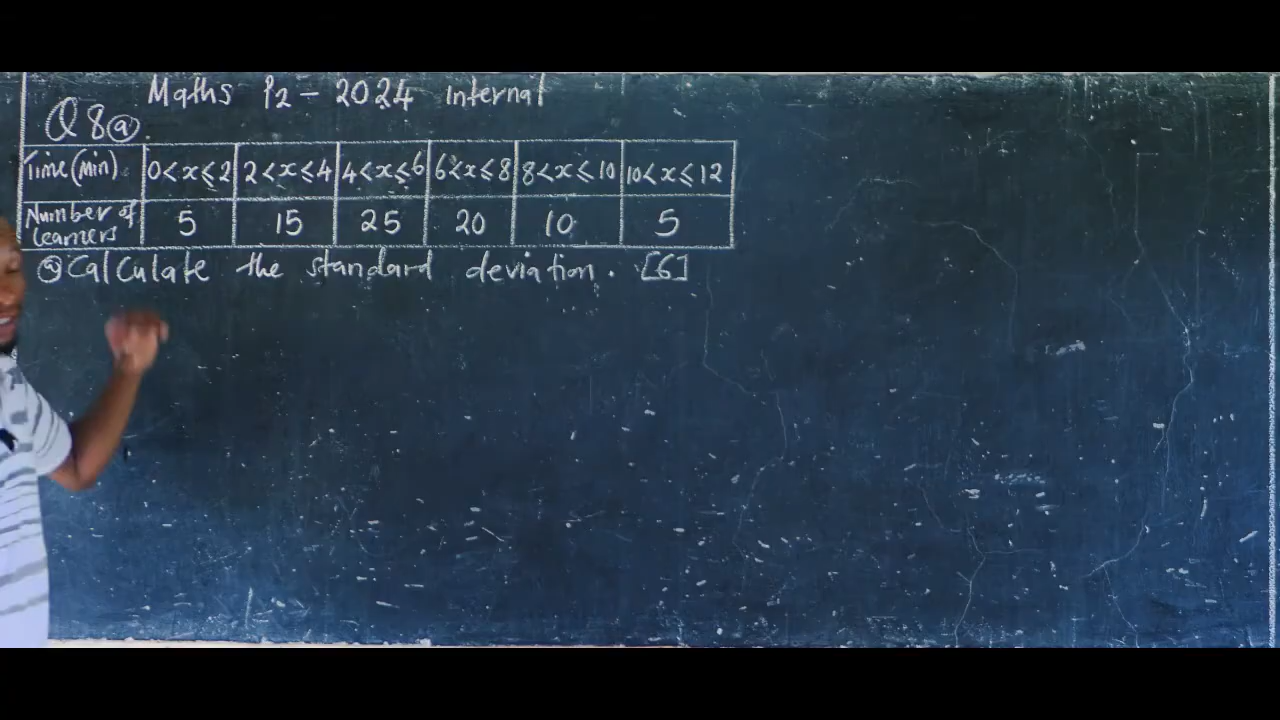 Maths P2 - 2024 internal
Q8 a.
Time(Min) 0<x≤2 2<x≤4 4<x≤6 6<x≤8 8<x≤10 10<x≤12
Number of learners 5 15 25 20 10 5
a Calculate the standard deviation. [6]